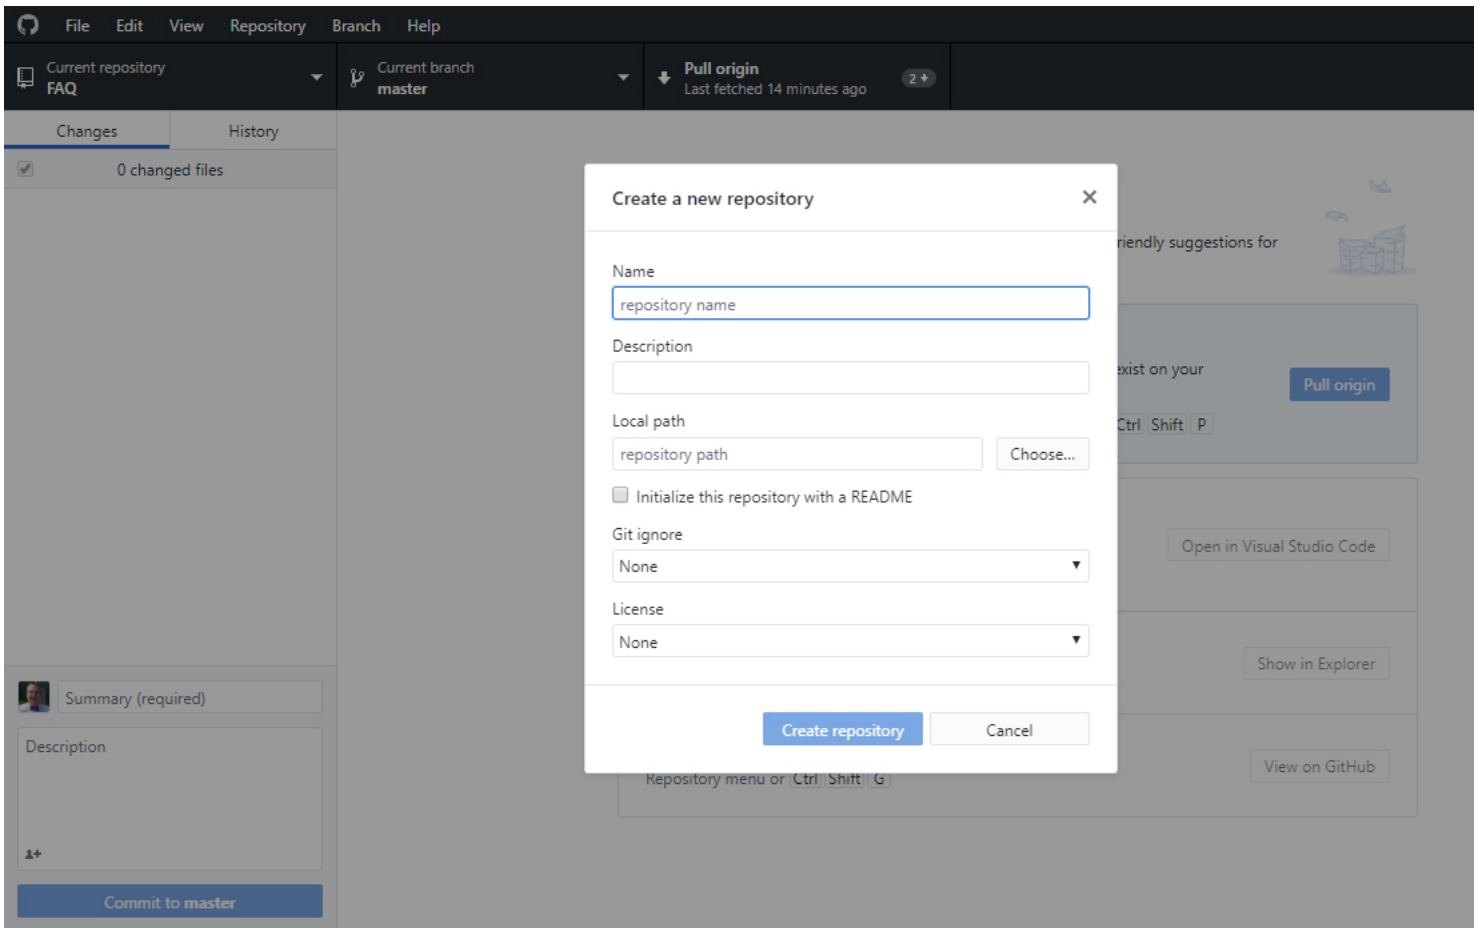 File Edit View Repository Branch Help
Current repository
FAQ
Current branch
master
Pull origin
Last fetched 14 minutes ago
2
Changes History
0 changed files
Create a new repository
riendly suggestions for
Name
repository name
Description
exist on your
Pull origin
Local path
Ctrl Shift P
repository path
Choose...
Initialize this repository with a README
Git ignore
None
Open in Visual Studio Code
License
None
Show in Explorer
Summary (required)
Create repository
Cancel
Description
View on GitHub
Repository menu or Ctrl Shift G
Commit to master